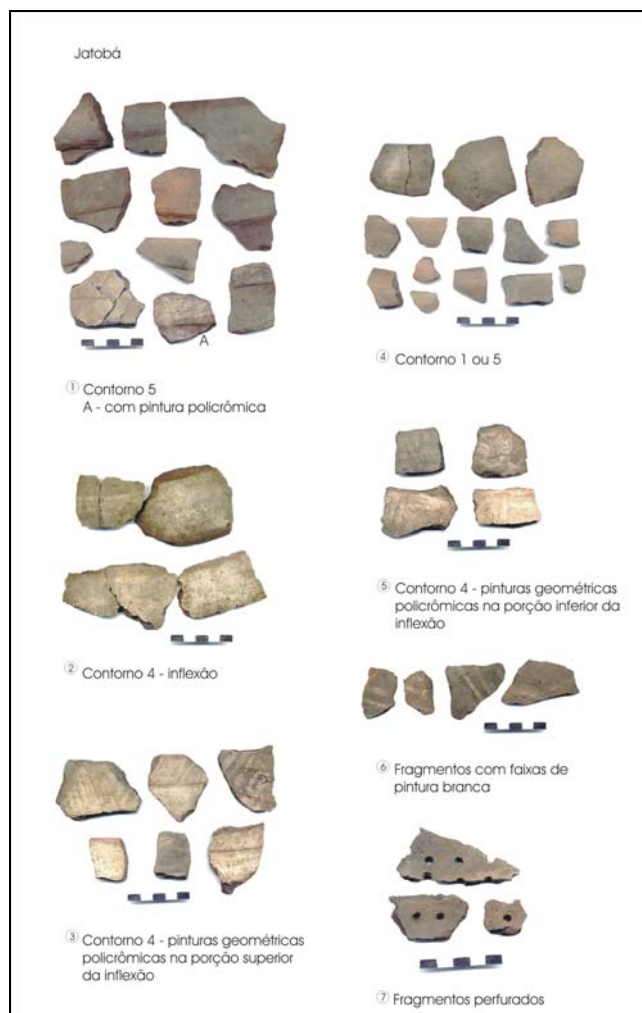 Jatobá
A
① Contorno 5
A - com pintura policrômica
② Contorno 4 - inflexão
③ Contorno 4 - pinturas geométricas
policrômicas na porção superior
da inflexão
④ Contorno 1 ou 5
⑤ Contorno 4 - pinturas geométricas
policrômicas na porção inferior da
inflexão
⑥ Fragmentos com faixas de
pintura branca
⑦ Fragmentos perfurados